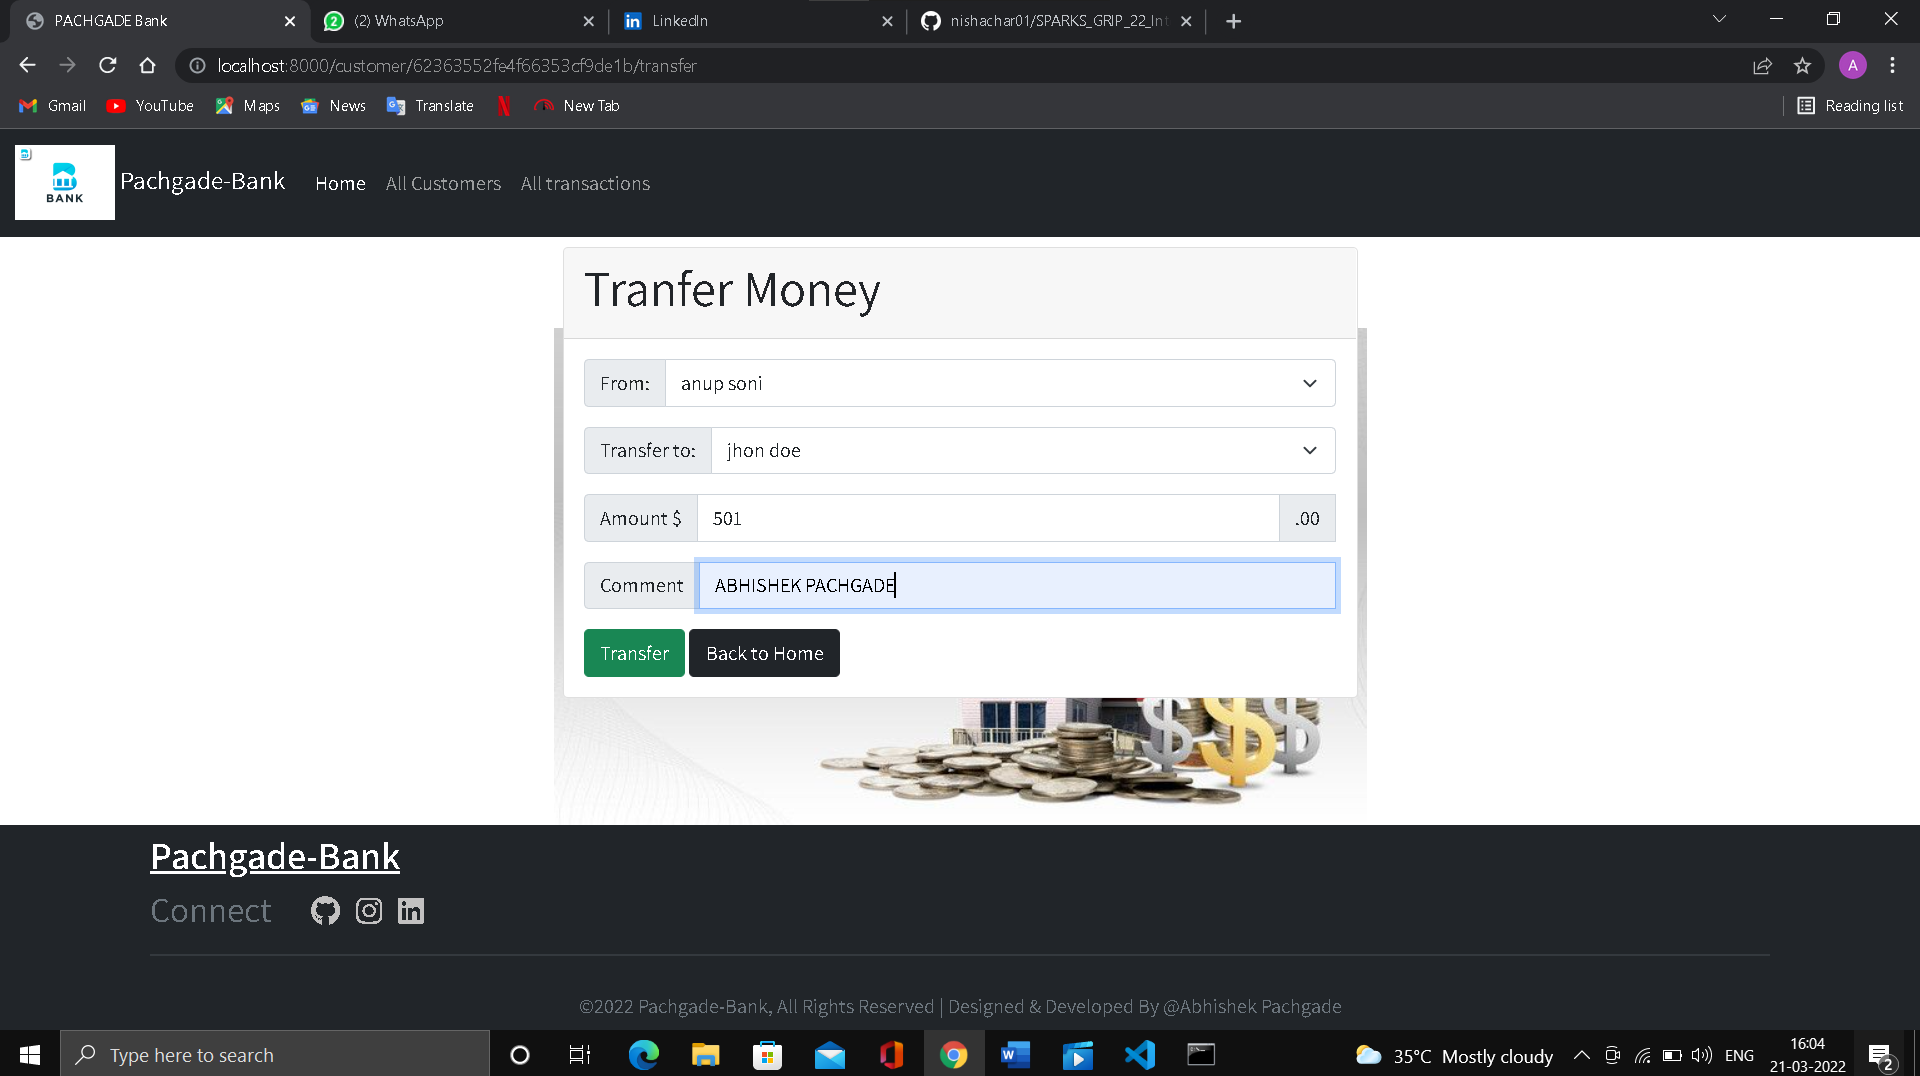 PACHGADE Bank
(2) WhatsApp
LinkedIn
nishachar01/SPARKS_GRIP_22_Int
localhost:8000/customer/62363552fe4f66353cf9de1b/transfer
A
Gmail
YouTube
Maps
News
Translate
New Tab
Reading list
BANK
Pachgade-Bank
Home
All Customers
All transactions
Tranfer Money
From:
anup soni
Transfer to:
jhon doe
Amount $
501
.00
Comment
ABHISHEK PACHGADE
Transfer
Back to Home
Pachgade-Bank
Connect
©2022 Pachgade-Bank, All Rights Reserved | Designed & Developed By @Abhishek Pachgade
Type here to search
35°C Mostly cloudy
ENG
16:04
21-03-2022
2